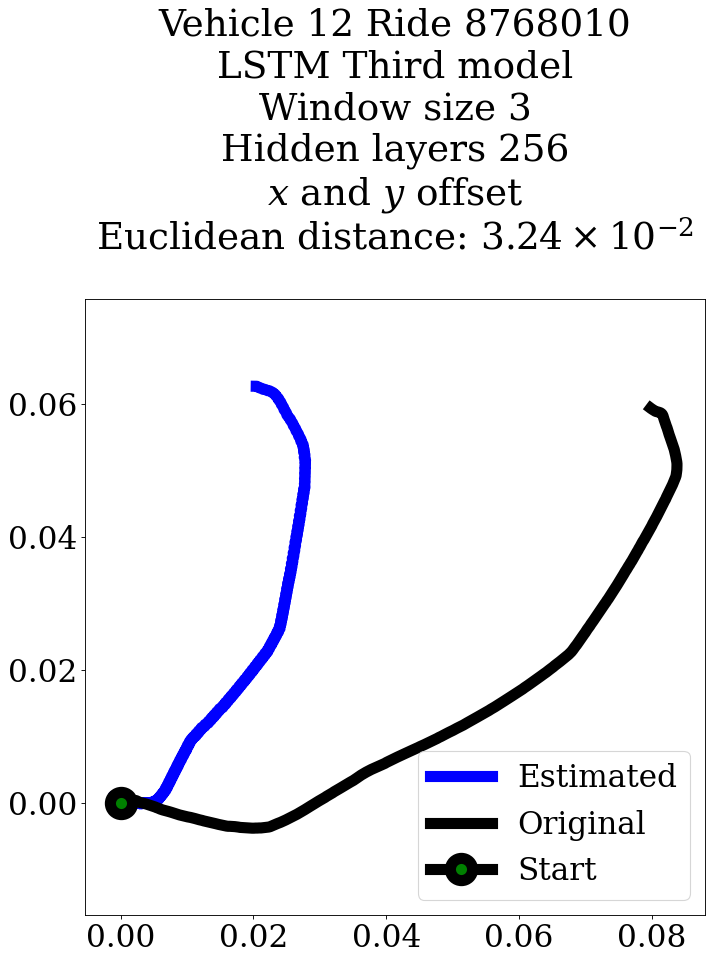 Vehicle 12 Ride 8768010
LSTM Third model
Window size 3
Hidden layers 256
x and y offset
Euclidean distance: 3.24 × 10⁻²
0.06
0.04
0.02
0.00
Estimated
Original
Start
0.00 0.02 0.04 0.06 0.08